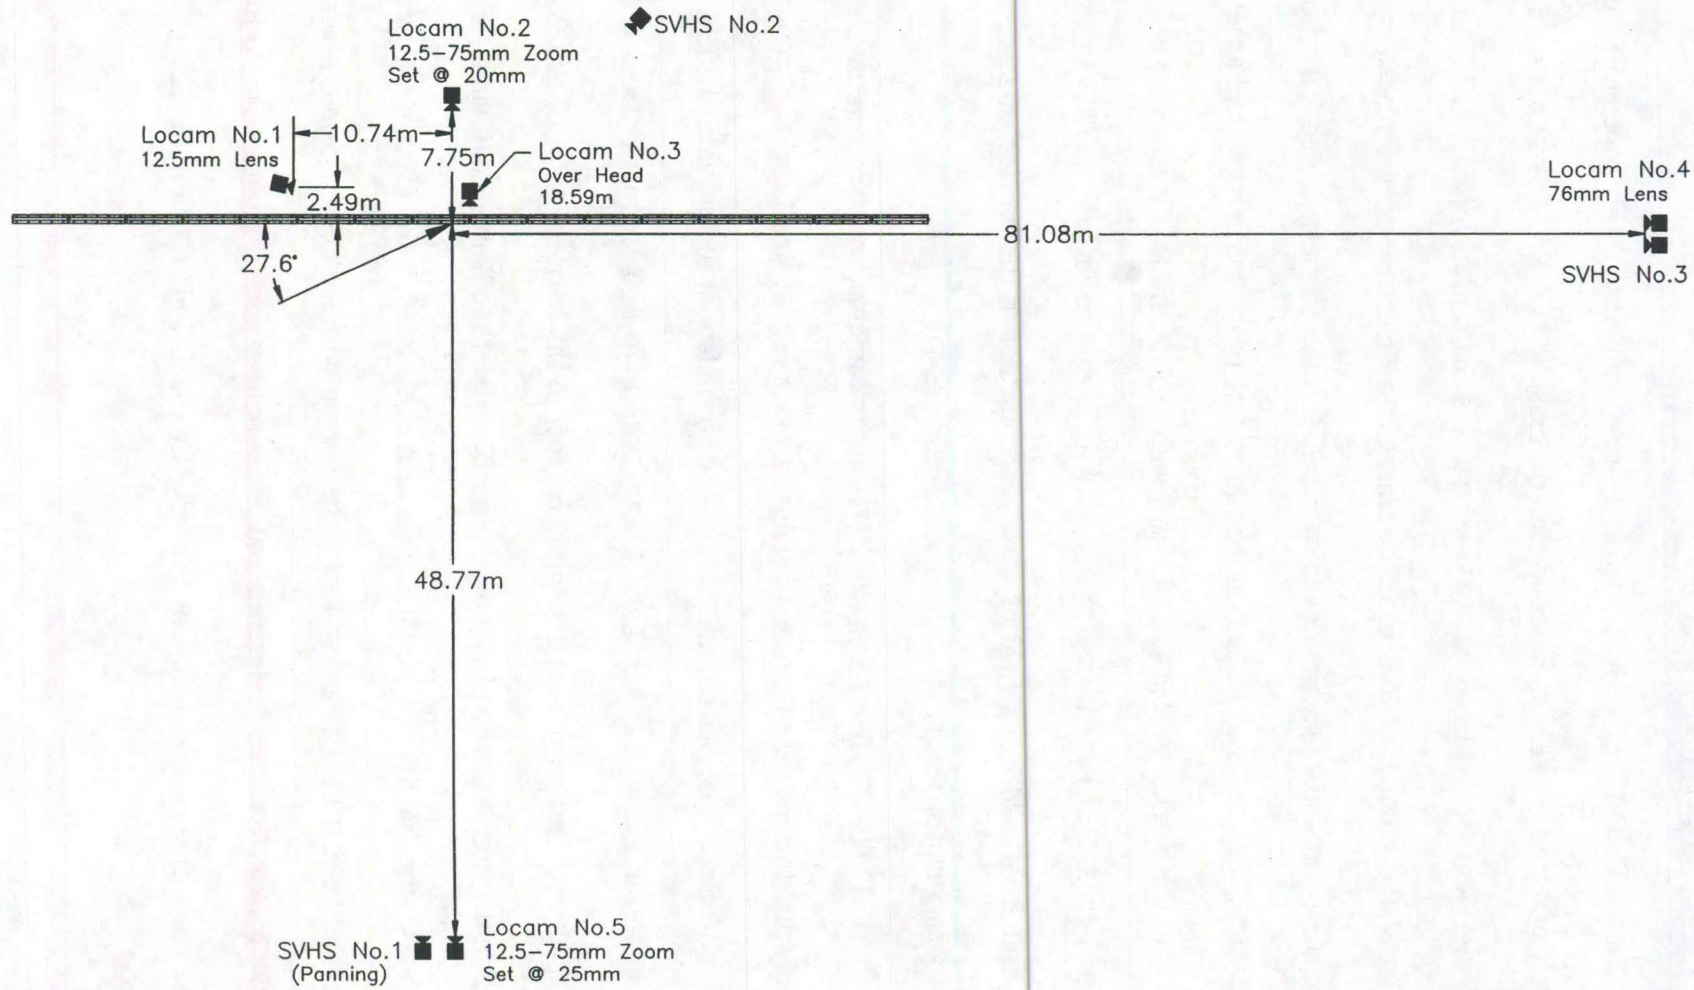 Locam No.2
12.5-75mm Zoom
Set @ 20mm
SVHS No.2
Locam No.1
12.5mm Lens
10.74m
7.75m
Locam No.3
Over Head
18.59m
2.49m
Locam No.4
76mm Lens
81.08m
27.6°
SVHS No.3
48.77m
SVHS No.1
(Panning)
Locam No.5
12.5-75mm Zoom
Set @ 25mm